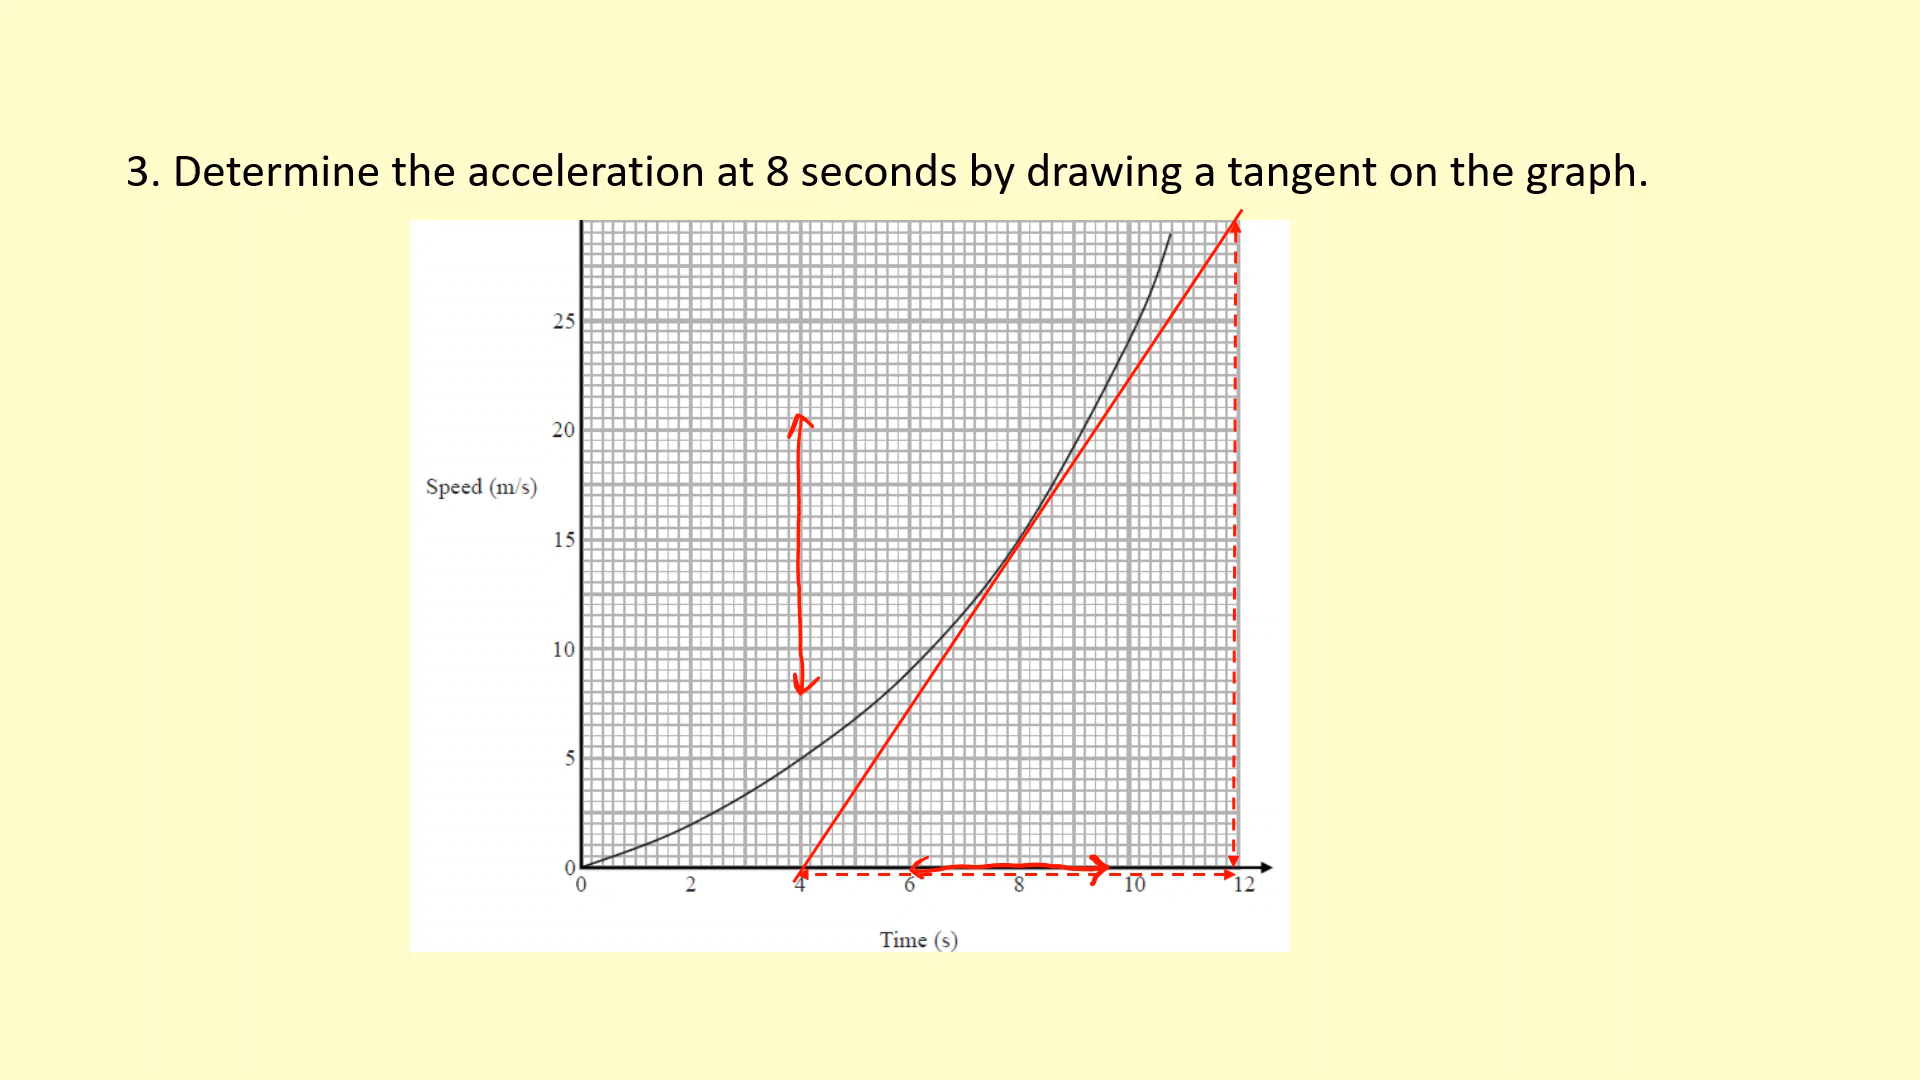 3. Determine the acceleration at 8 seconds by drawing a tangent on the graph.
25
20
Speed (m/s)
15
10
5
0
0 2 4 6 8 10 12
Time (s)